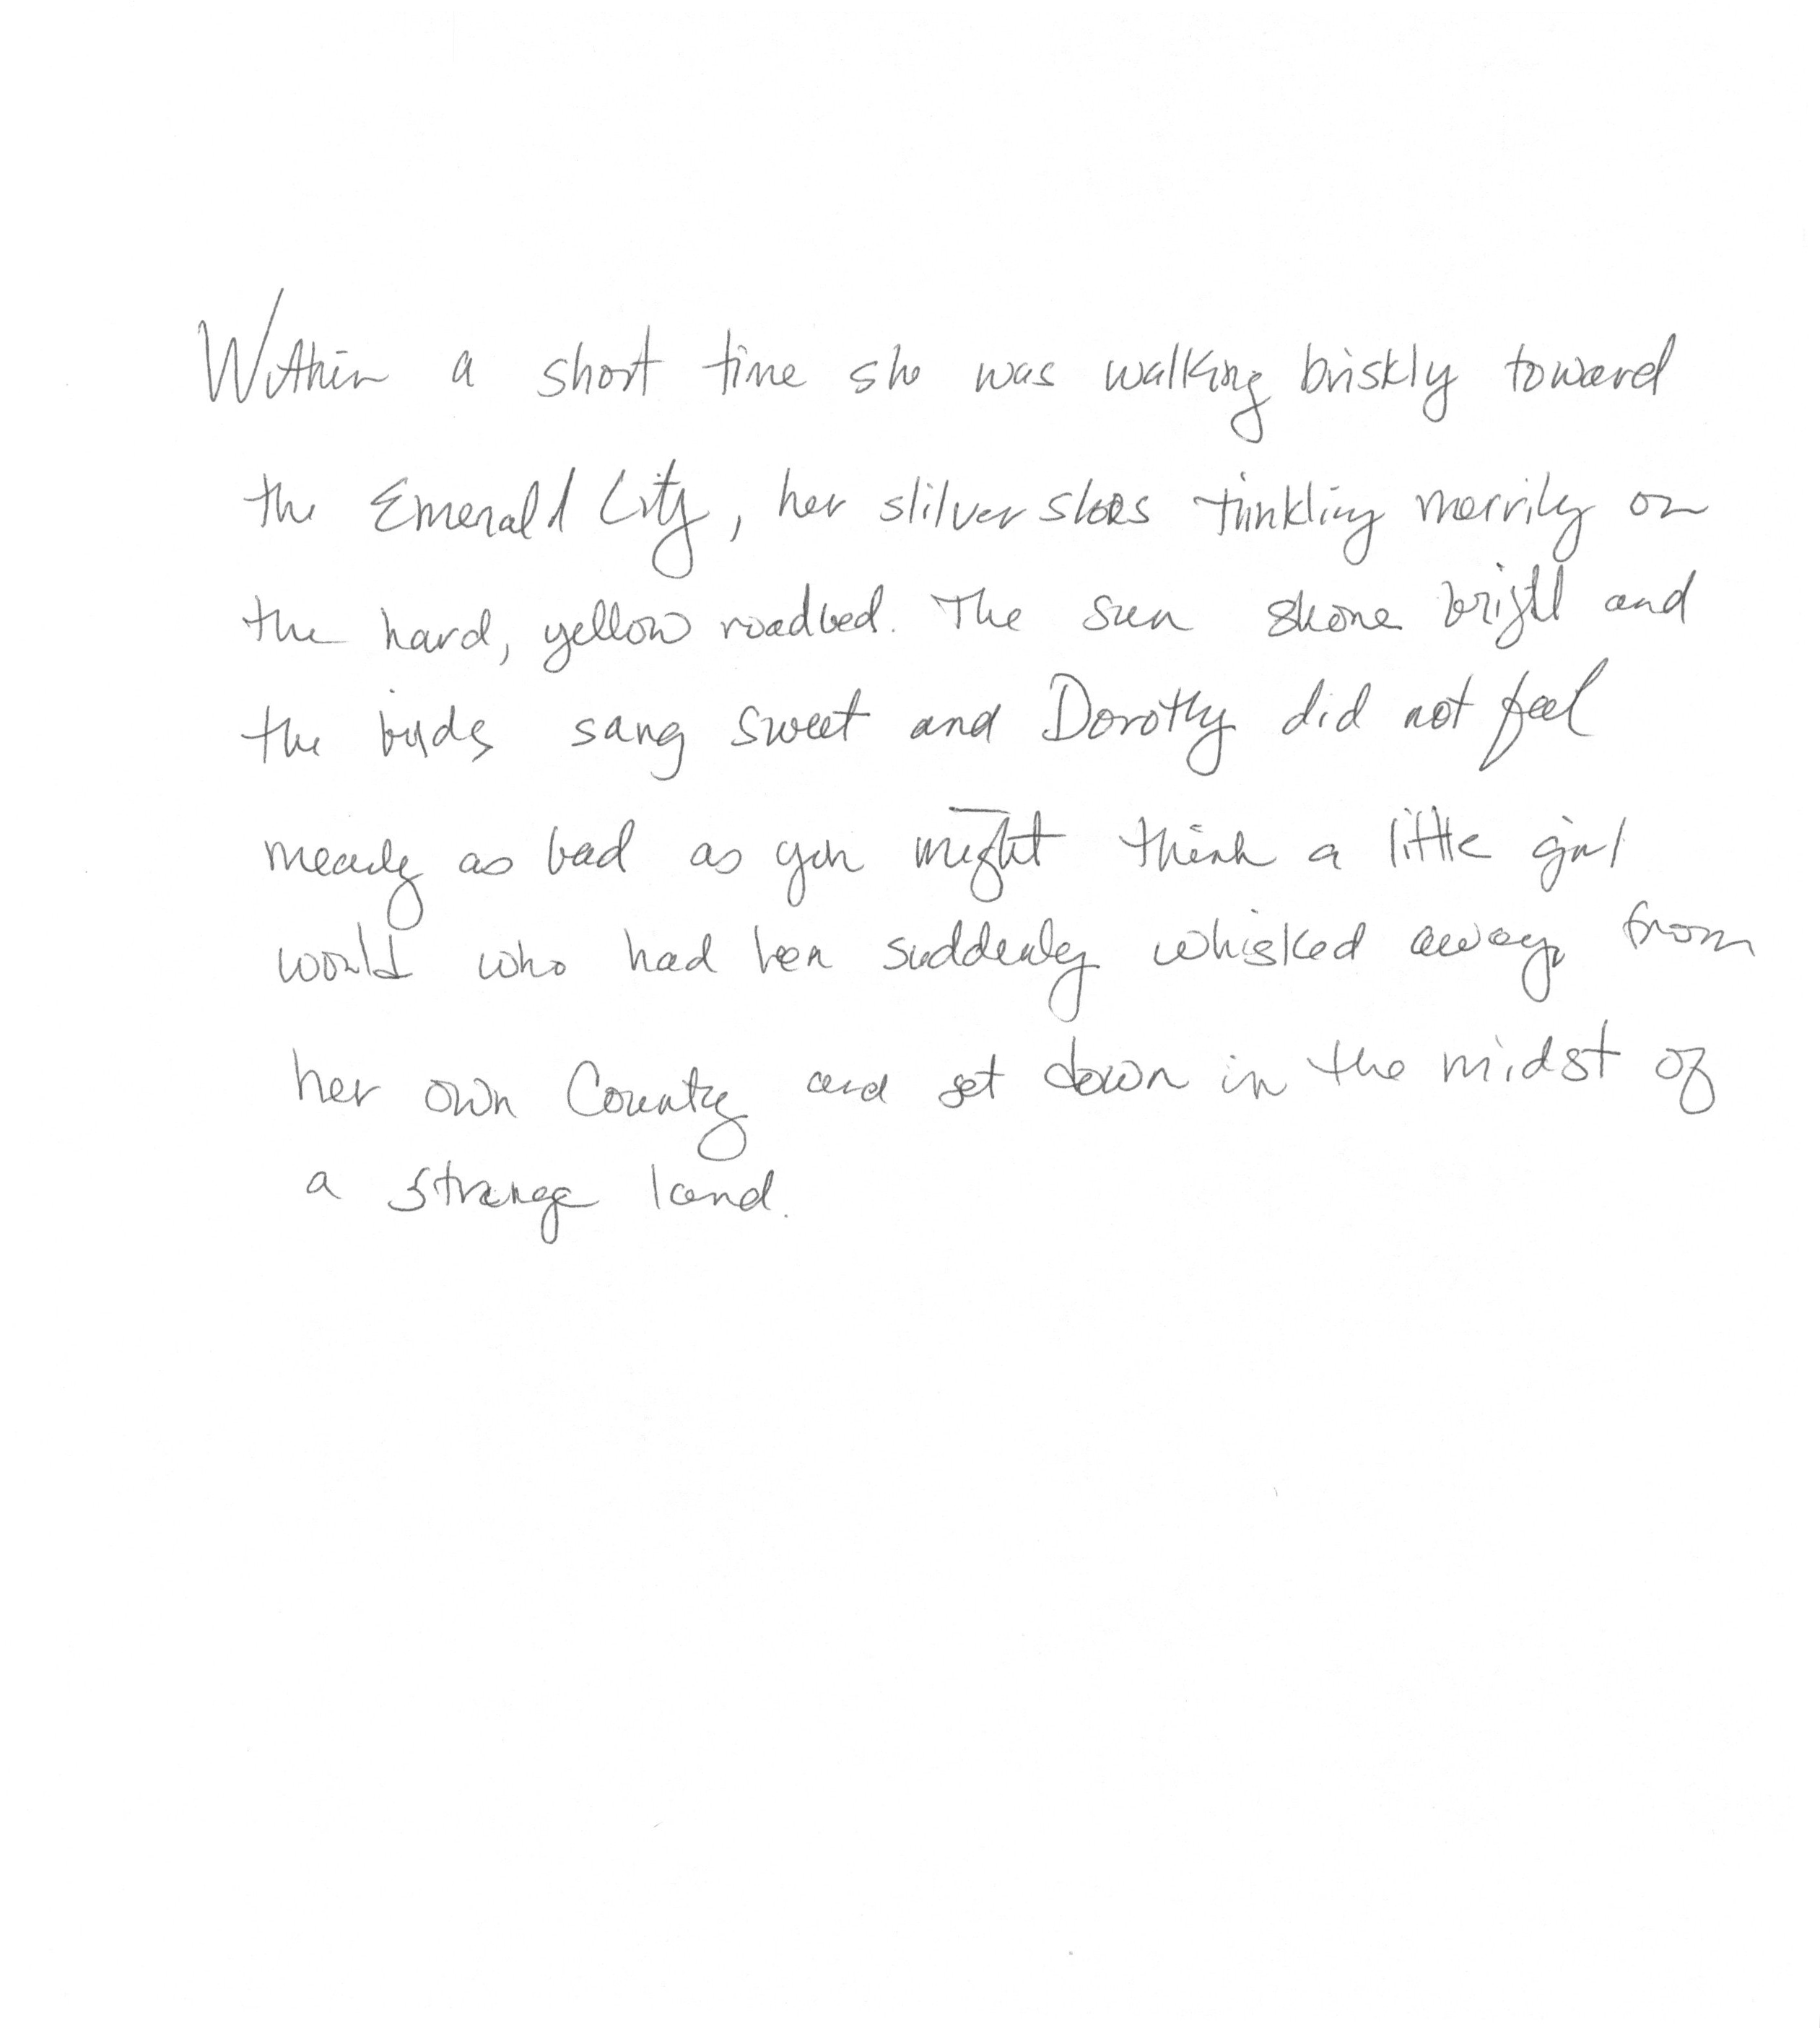 Within a short time she was walking briskly toward
the Emerald City, her slilver shoes tinkling merrily on
the hard, yellow roadbed. The sun shone bright and
the birds sang sweet and Dorothy did not feel
nearly as bad as you might think a little girl
would who had been suddenly whisked away from
her own County and set down in the midst of
a strange land.